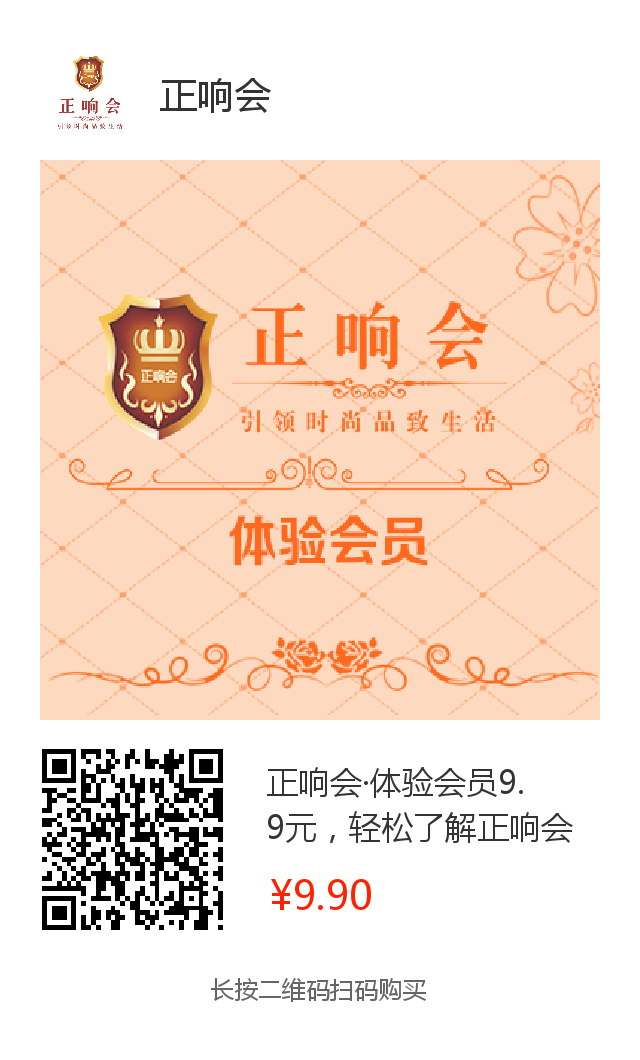 正响会
引领时尚品致生活
正响会
正响会
正响会
引领时尚品致生活
体验会员
正响会·体验会员9.
9元，轻松了解正响会
¥9.90
长按二维码扫码购买